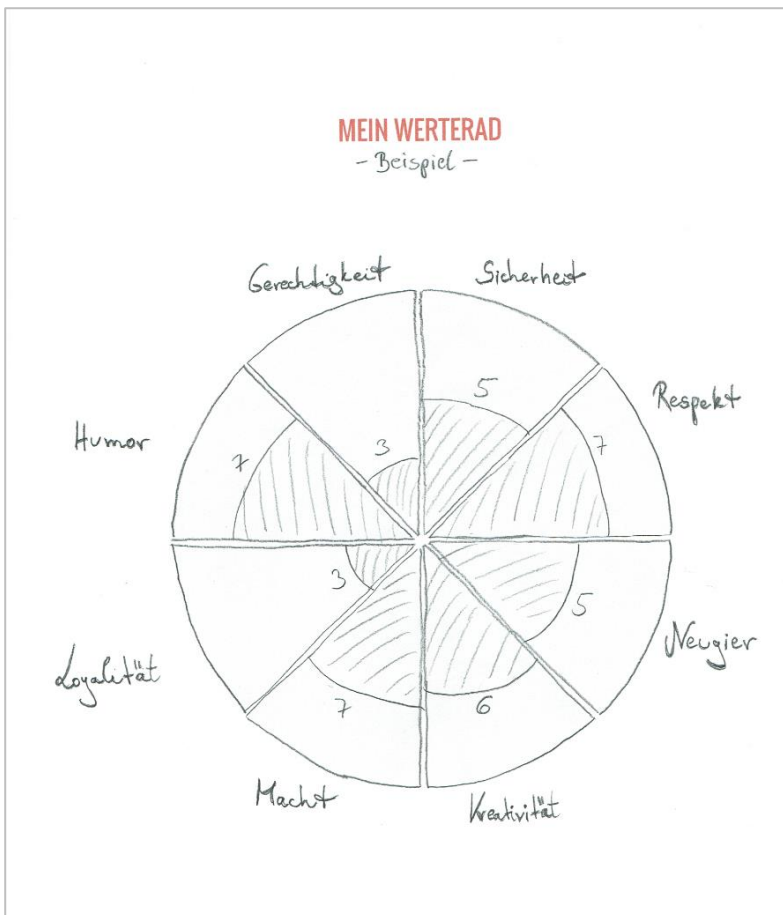 MEIN WERTERAD
- Beispiel -
Gerechtigkeit
Sicherheit
Respekt
Humor
5
7
7
3
3
5
Neugier
Loyalität
7
6
Macht
Kreativität